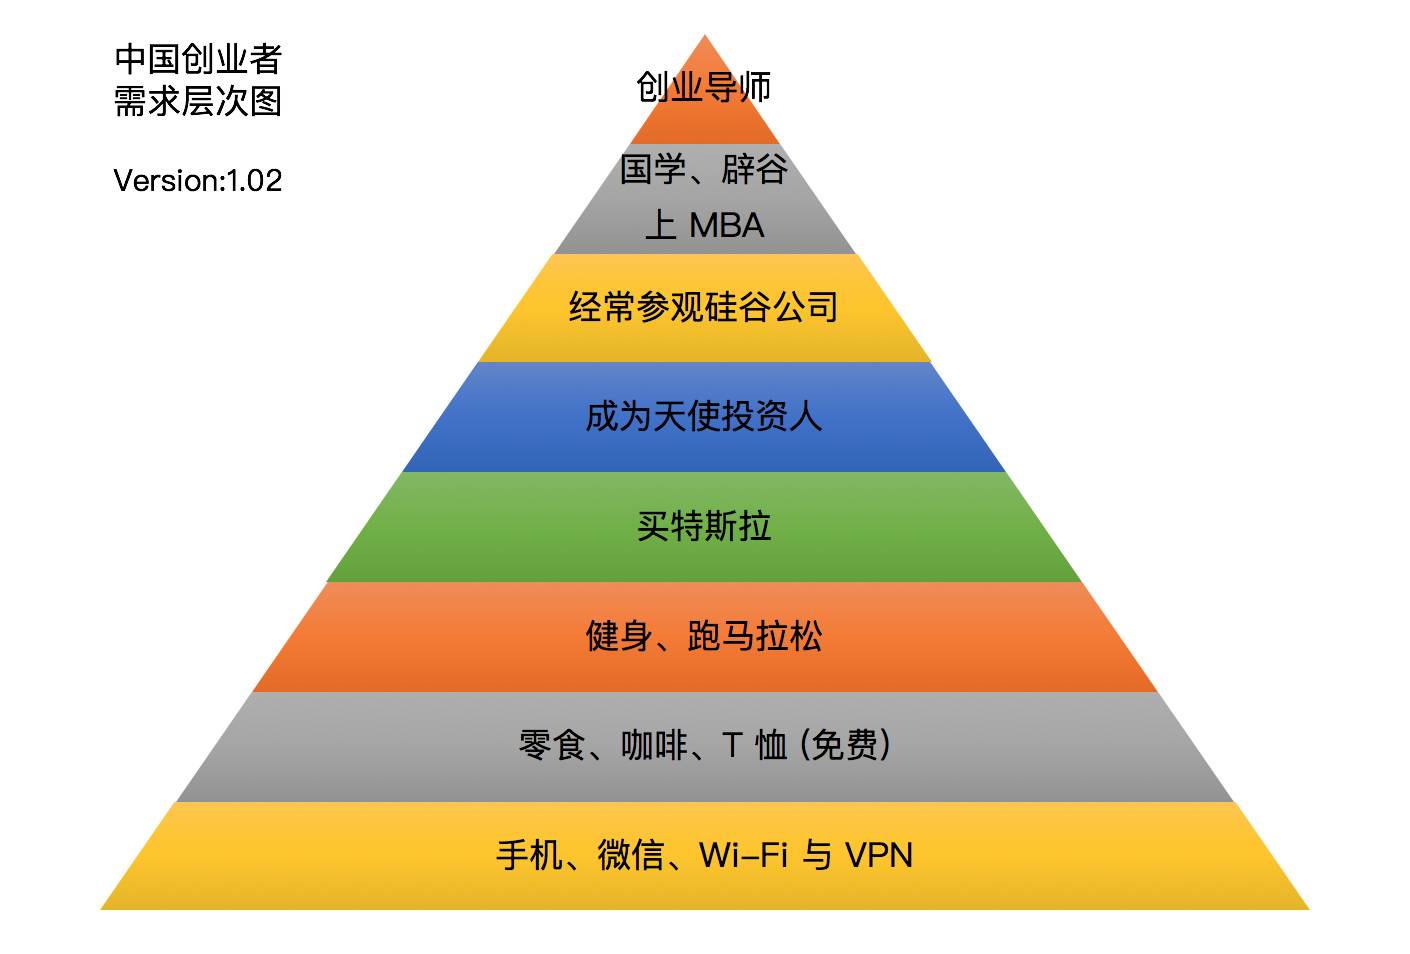 中国创业者
需求层次图
Version:1.02
创业导师
国学、辟谷
上 MBA
经常参观硅谷公司
成为天使投资人
买特斯拉
健身、跑马拉松
零食、咖啡、T 恤 (免费)
手机、微信、Wi-Fi 与 VPN